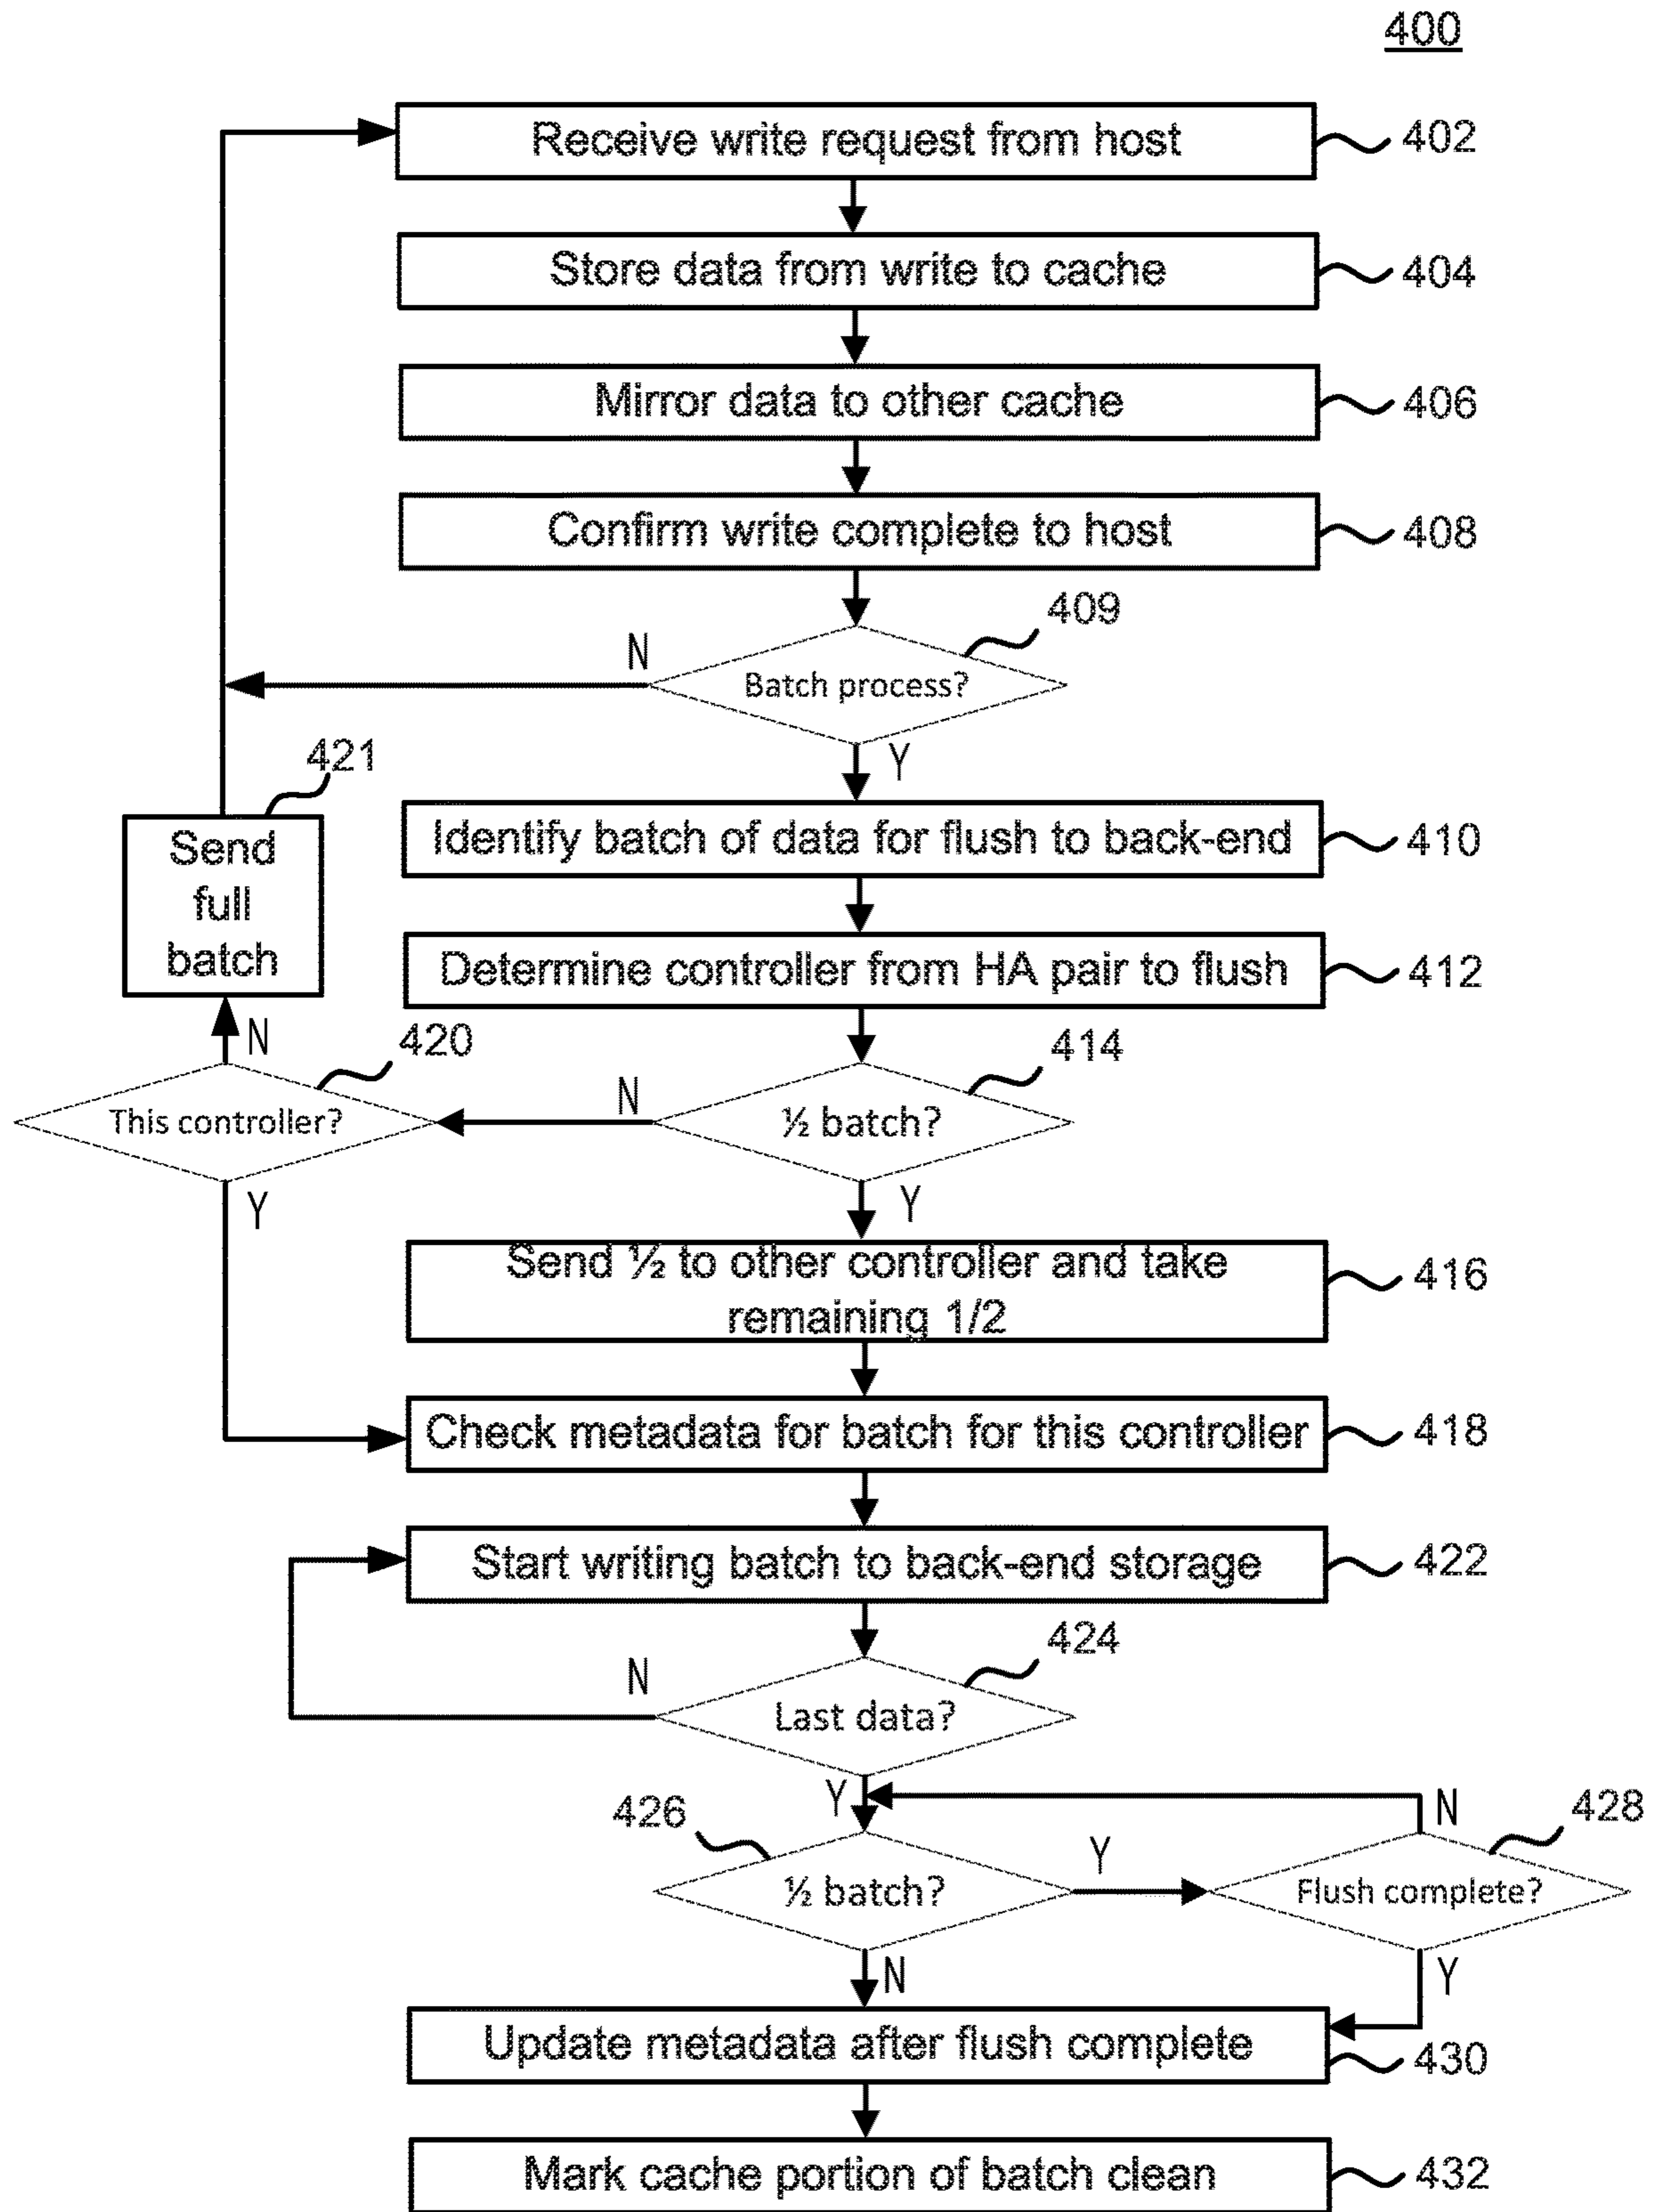 400
Receive write request from host
402
Store data from write to cache
404
Mirror data to other cache
406
Confirm write complete to host
408
409
N
Batch process?
Y
421
Send
full
batch
Identify batch of data for flush to back-end
410
Determine controller from HA pair to flush
412
N
420
414
This controller?
N
½ batch?
Y
Y
Send ½ to other controller and take
remaining 1/2
416
Check metadata for batch for this controller
418
Start writing batch to back-end storage
422
424
N
Last data?
Y
N
426
428
½ batch?
Y
Flush complete?
N
Y
Update metadata after flush complete
430
Mark cache portion of batch clean
432